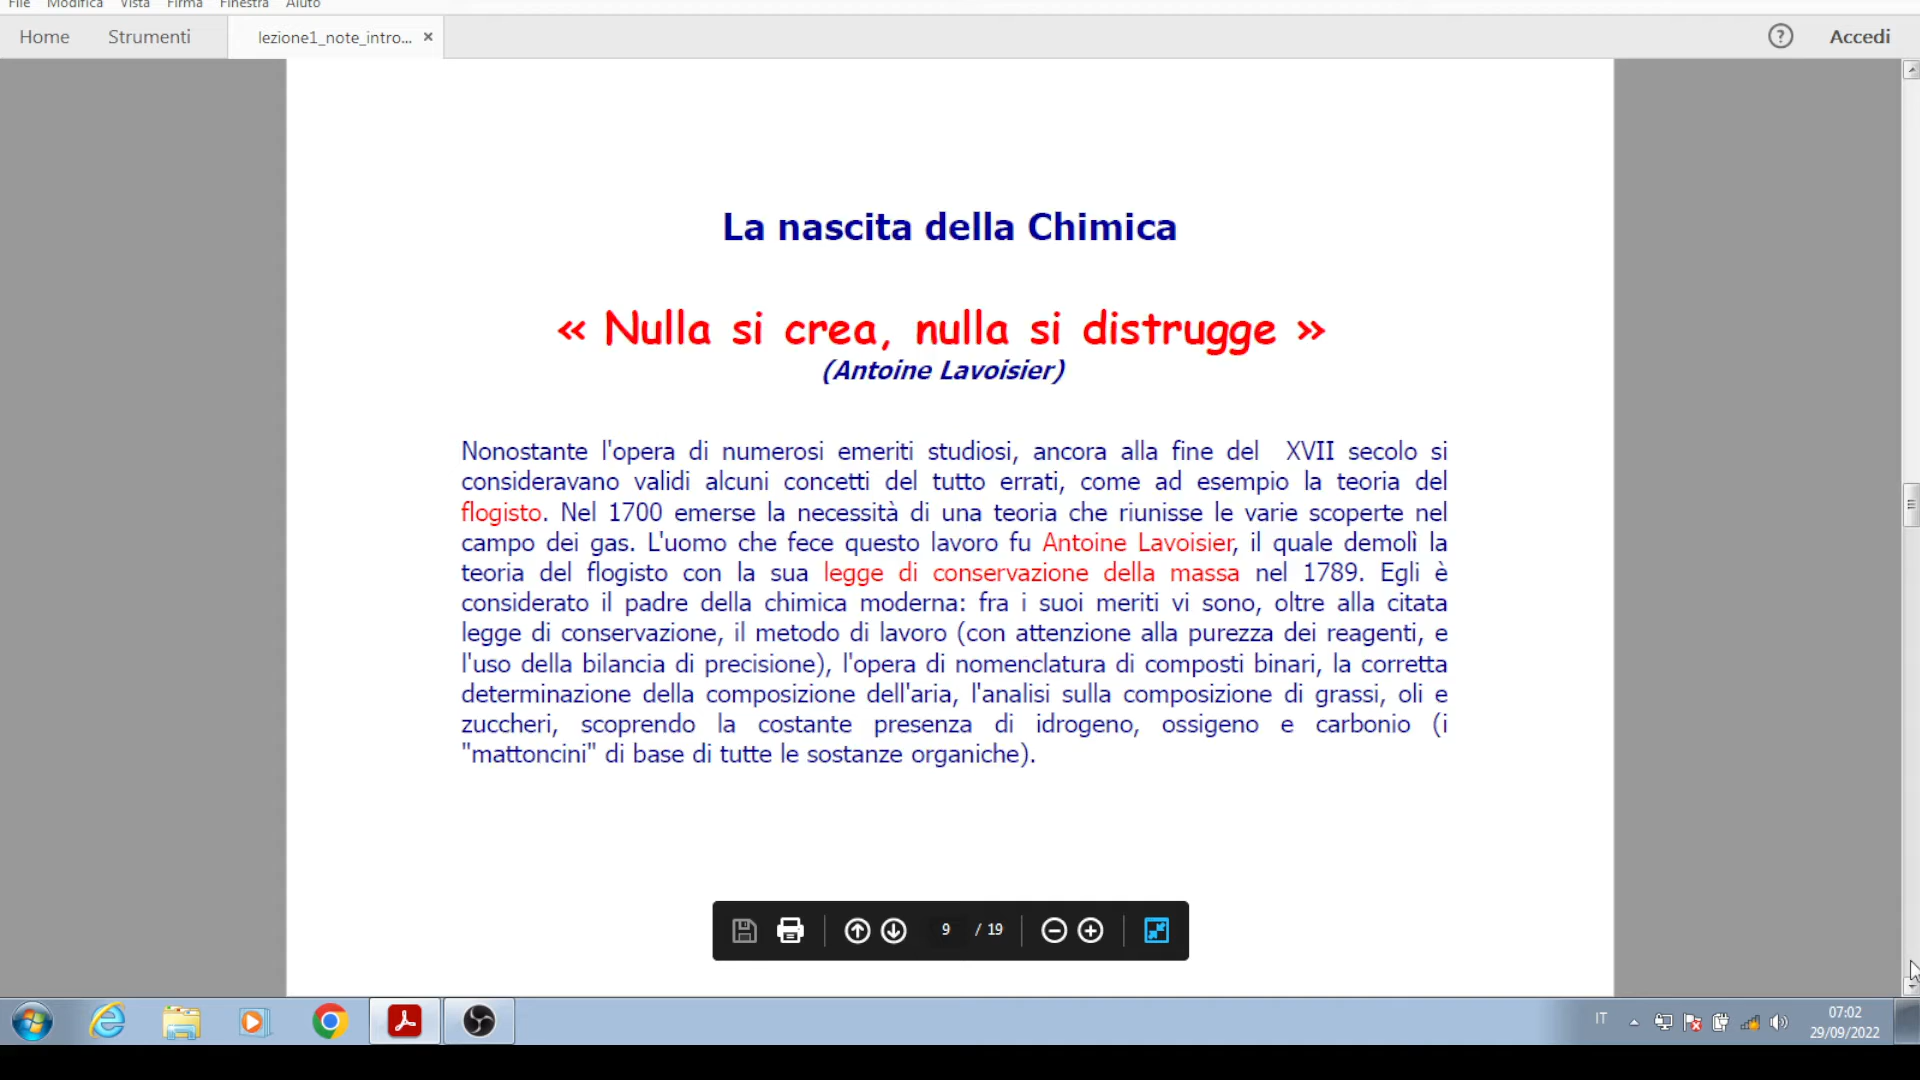 File Modifica Vista Firma Finestra Aiuto
Home Strumenti lezione1_note_intro... × ? Accedi
La nascita della Chimica
« Nulla si crea, nulla si distrugge »
(Antoine Lavoisier)
Nonostante l'opera di numerosi emeriti studiosi, ancora alla fine del XVII secolo si
consideravano validi alcuni concetti del tutto errati, come ad esempio la teoria del
flogisto. Nel 1700 emerse la necessità di una teoria che riunisse le varie scoperte nel
campo dei gas. L'uomo che fece questo lavoro fu Antoine Lavoisier, il quale demolì la
teoria del flogisto con la sua legge di conservazione della massa nel 1789. Egli è
considerato il padre della chimica moderna: fra i suoi meriti vi sono, oltre alla citata
legge di conservazione, il metodo di lavoro (con attenzione alla purezza dei reagenti, e
l'uso della bilancia di precisione), l'opera di nomenclatura di composti binari, la corretta
determinazione della composizione dell'aria, l'analisi sulla composizione di grassi, oli e
zuccheri, scoprendo la costante presenza di idrogeno, ossigeno e carbonio (i
"mattoncini" di base di tutte le sostanze organiche).
9 / 19
IT
07:02
29/09/2022